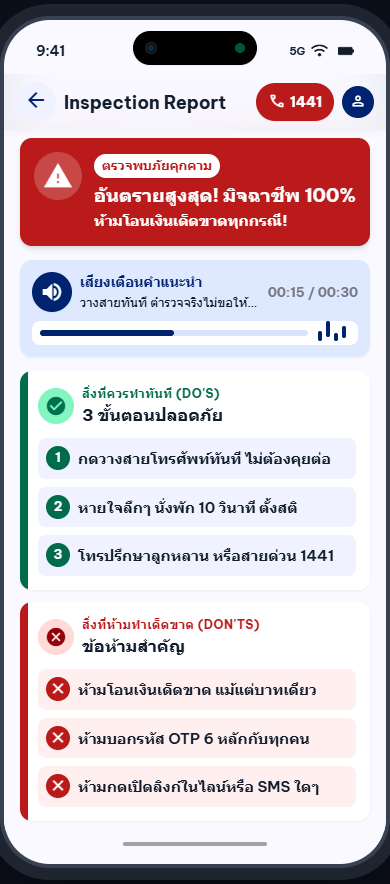 9:41
5G
Inspection Report
1441
ตรวจพบภัยคุกคาม
อันตรายสูงสุด! มิจฉาชีพ 100%
ห้ามโอนเงินเด็ดขาดทุกกรณี!
เสียงเตือนคำแนะนำ
วางสายทันที ตำรวจจริงไม่ขอให้...
00:15 / 00:30
สิ่งที่ควรทำทันที (DO'S)
3 ขั้นตอนปลอดภัย
1 กดวางสายโทรศัพท์ทันที ไม่ต้องคุยต่อ
2 หายใจลึกๆ นั่งพัก 10 วินาที ตั้งสติ
3 โทรปรึกษาลูกหลาน หรือสายด่วน 1441
สิ่งที่ห้ามทำเด็ดขาด (DON'TS)
ข้อห้ามสำคัญ
ห้ามโอนเงินเด็ดขาด แม้แต่บาทเดียว
ห้ามบอกรหัส OTP 6 หลักกับทุกคน
ห้ามกดเปิดลิงก์ในไลน์หรือ SMS ใดๆ